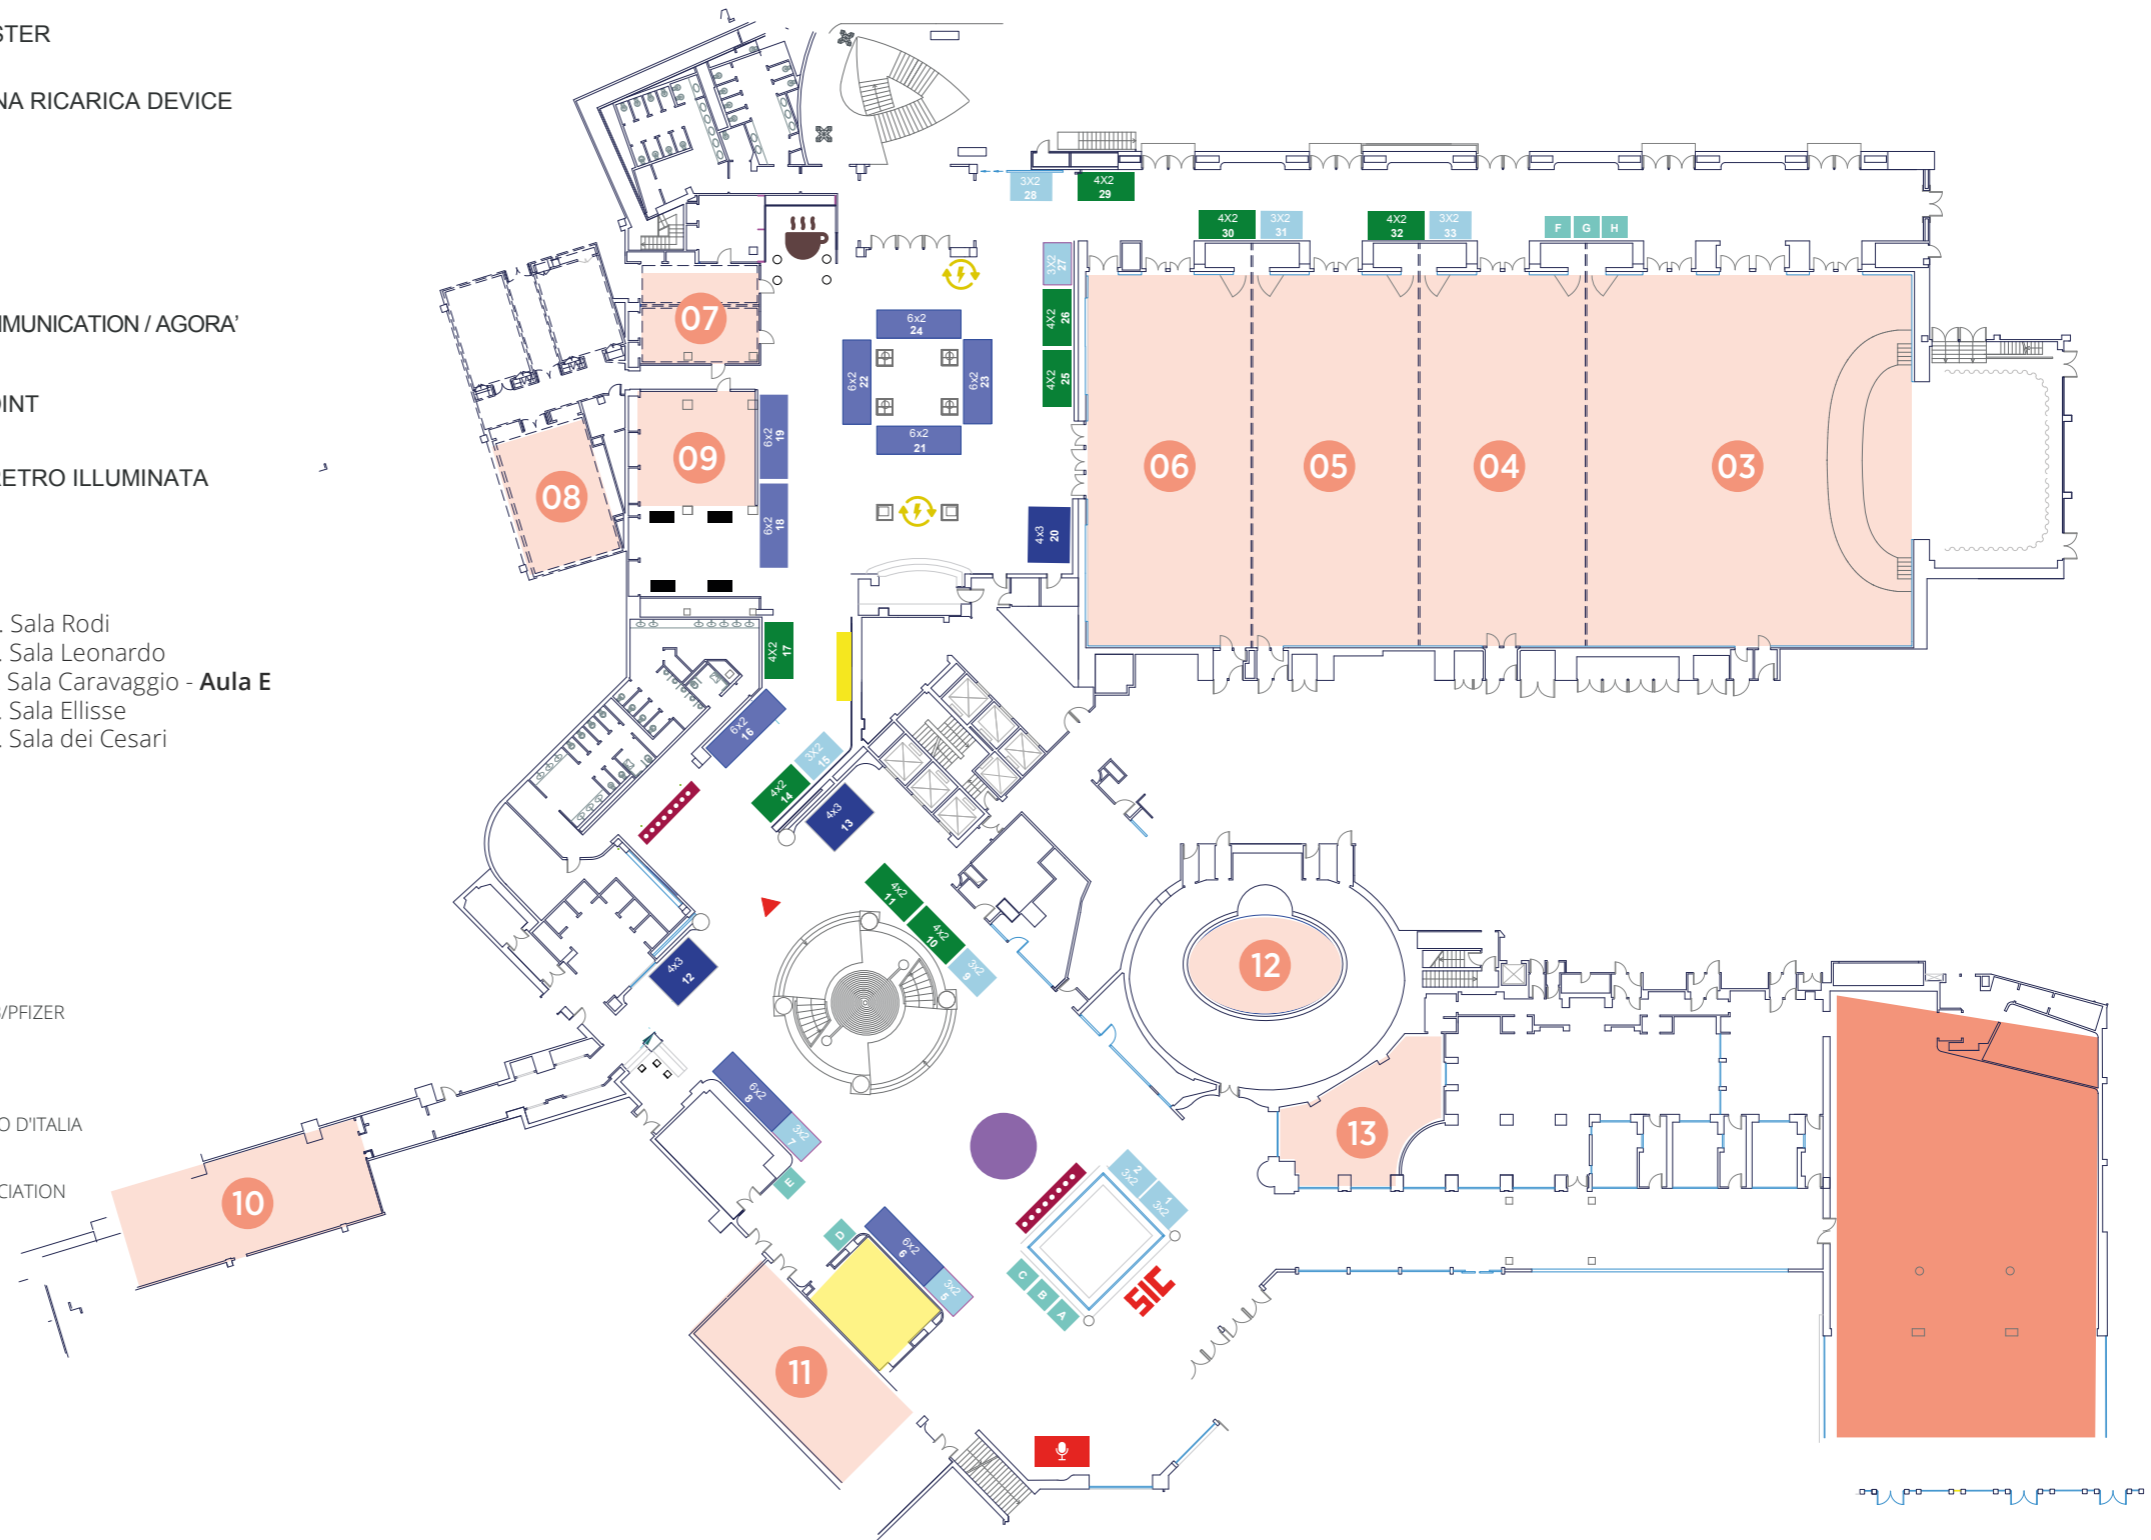 STER
NA RICARICA DEVICE
MMUNICATION / AGORA'
OINT
RETRO ILLUMINATA
. Sala Rodi
. Sala Leonardo
Sala Caravaggio - Aula E
. Sala Ellisse
. Sala dei Cesari
/PFIZER
O D'ITALIA
CIATION
3X2
28
4X2
29
4X2
30
3X2
31
4X2
32
3X2
33
F G H
3X2
27
4X2
26
4X2
25
6x2
24
6x2
22
6x2
23
6x2
21
07
09
08
6x2
19
6x2
18
4x3
20
06
05
04
03
4X2
17
6x2
16
3X2
15
4x2
14
4x3
13
4x2
11
4x2
10
3x2
9
4x3
12
12
6x2
8
3x2
7
E
13
10
2
3x2
1
3x2
D
6x2
6
3x2
5
C
B
A
SIC
11